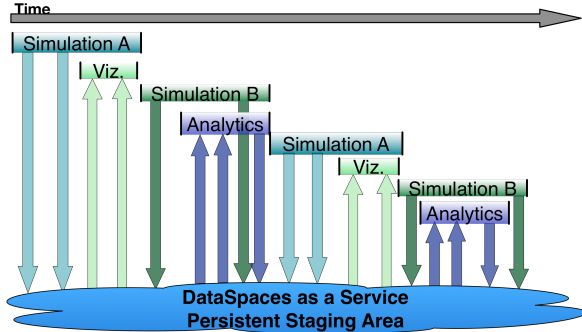 Time
Simulation A
Viz.
Simulation B
Analytics
Simulation A
Viz.
Simulation B
Analytics
DataSpaces as a Service
Persistent Staging Area